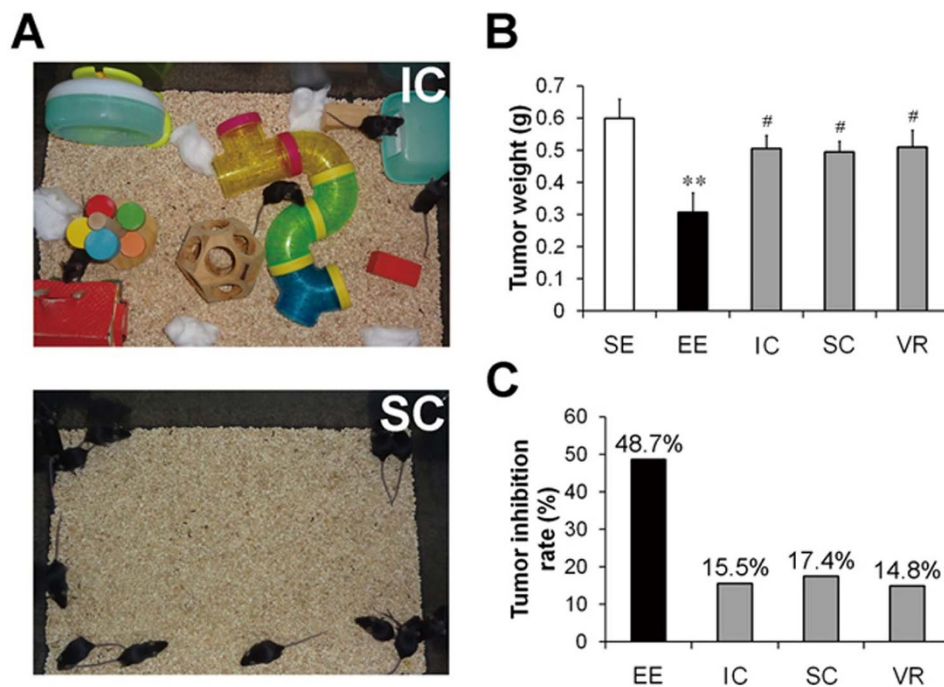 A
IC
SC
B
Tumor weight (g)
0.7
0.6
0.5
0.4
0.3
0.2
0.1
0
**
#
#
#
SE EE IC SC VR
C
Tumor inhibition
rate (%)
60
50
40
30
20
10
0
48.7%
15.5%
17.4%
14.8%
EE IC SC VR